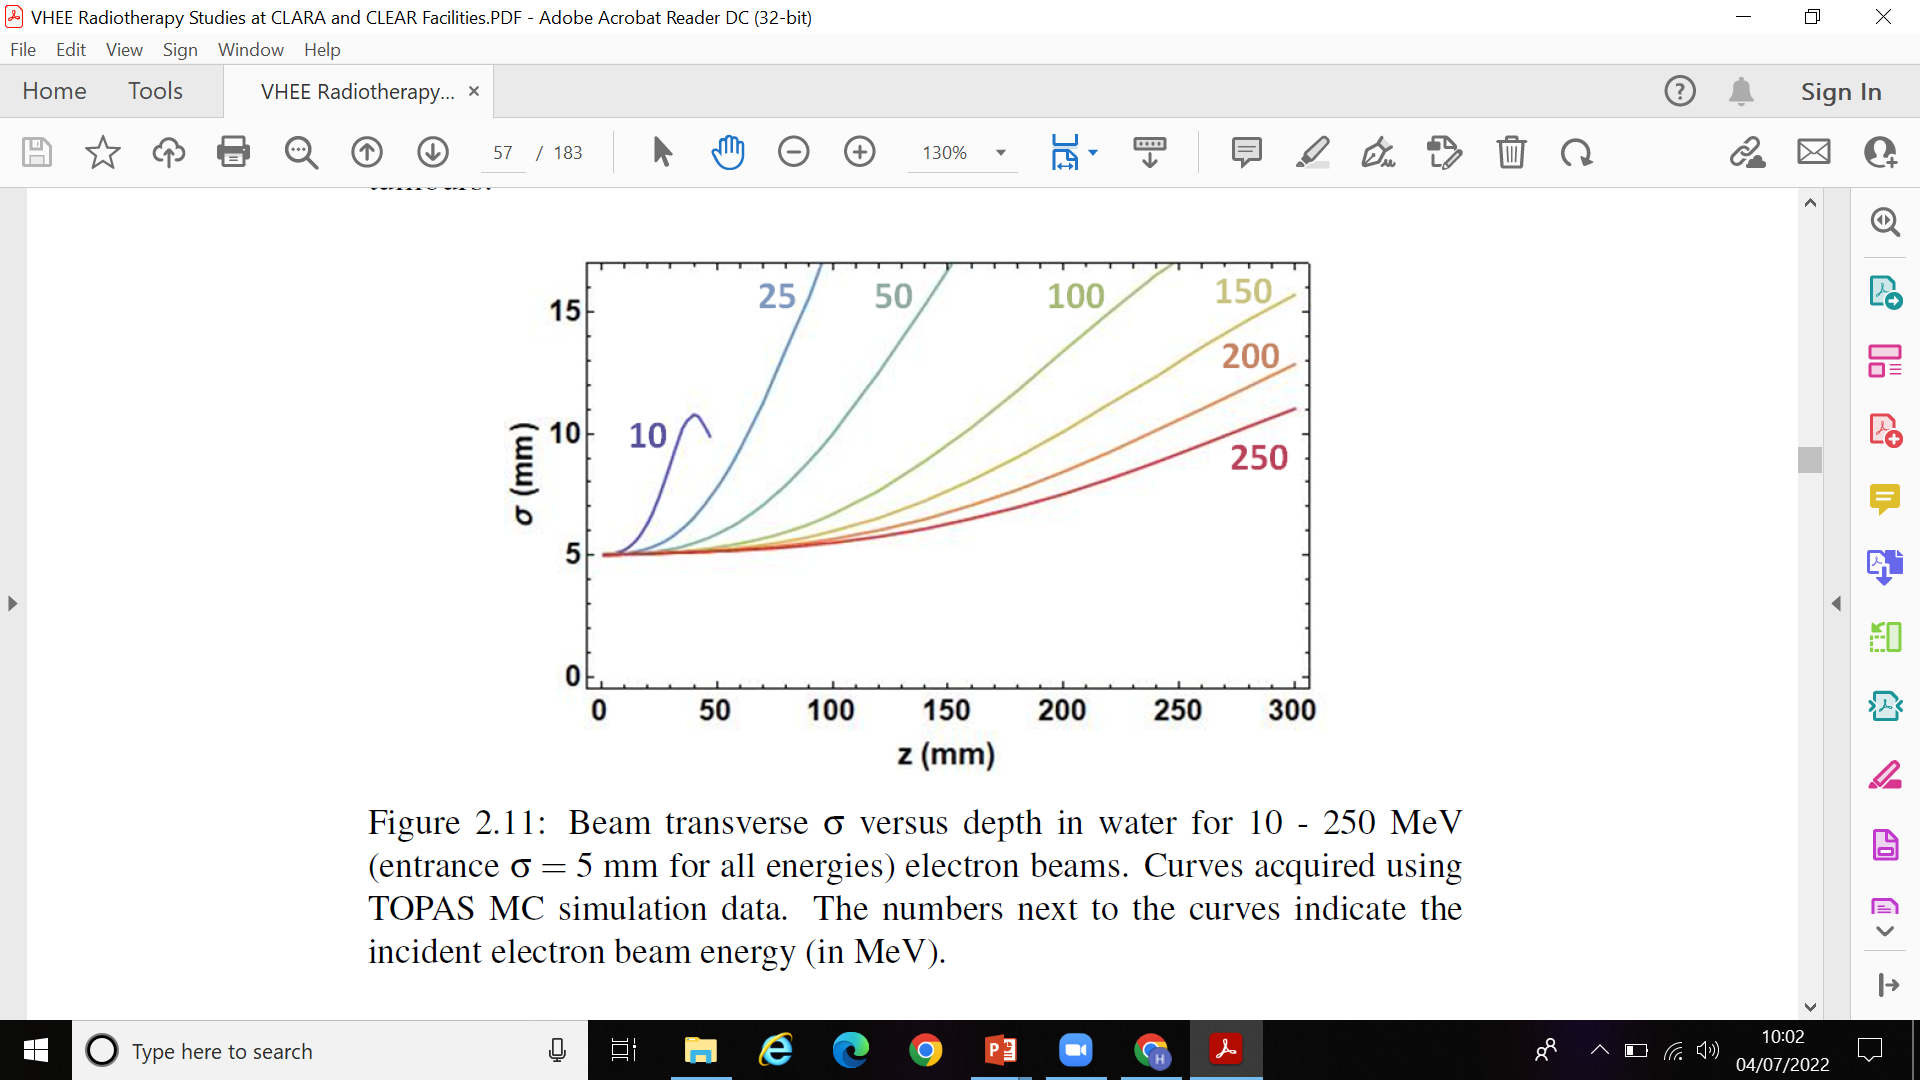 VHEE Radiotherapy Studies at CLARA and CLEAR Facilities.PDF - Adobe Acrobat Reader DC (32-bit)
File Edit View Sign Window Help
Home Tools VHEE Radiotherapy... × Sign In
57 / 183 130%
15
10
5
0
σ (mm)
25 50 100 150
200
10
250
0 50 100 150 200 250 300
z (mm)
Figure 2.11: Beam transverse σ versus depth in water for 10 - 250 MeV
(entrance σ = 5 mm for all energies) electron beams. Curves acquired using
TOPAS MC simulation data. The numbers next to the curves indicate the
incident electron beam energy (in MeV).
Type here to search
10:02
04/07/2022